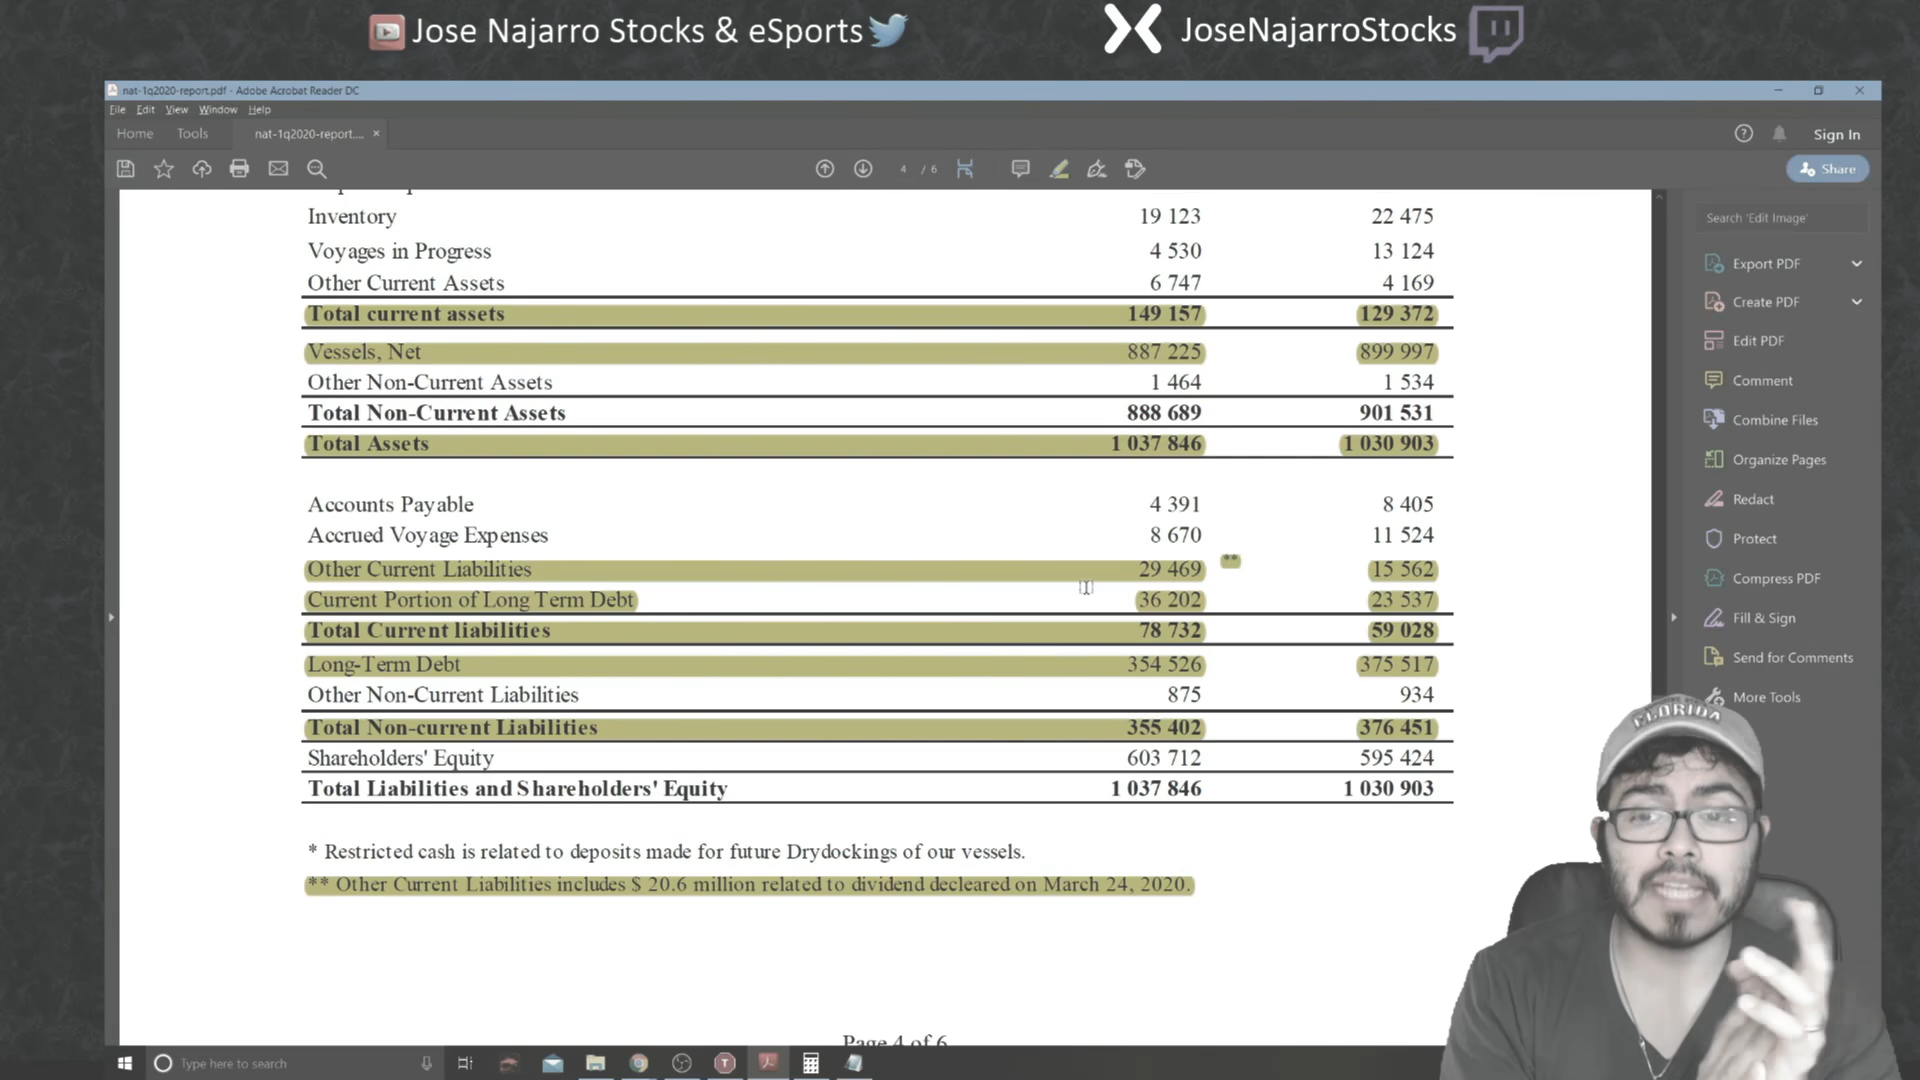 Jose Najarro Stocks & eSports JoseNajarroStocks
nat-1q2020-report.pdf - Adobe Acrobat Reader DC
File Edit View Window Help
Home Tools nat-1q2020-report.... × Sign In
4 / 6 Share
Inventory 19 123 22 475
Voyages in Progress 4 530 13 124
Other Current Assets 6 747 4 169
Total current assets 149 157 129 372
Vessels, Net 887 225 899 997
Other Non-Current Assets 1 464 1 534
Total Non-Current Assets 888 689 901 531
Total Assets 1 037 846 1 030 903
Accounts Payable 4 391 8 405
Accrued Voyage Expenses 8 670 11 524
Other Current Liabilities 29 469 ** 15 562
Current Portion of Long Term Debt 36 202 23 537
Total Current liabilities 78 732 59 028
Long-Term Debt 354 526 375 517
Other Non-Current Liabilities 875 934
Total Non-current Liabilities 355 402 376 451
Shareholders' Equity 603 712 595 424
Total Liabilities and Shareholders' Equity 1 037 846 1 030 903
* Restricted cash is related to deposits made for future Drydockings of our vessels.
** Other Current Liabilities includes $ 20.6 million related to dividend decleared on March 24, 2020.
Page 4 of 6
Search 'Edit Image'
Export PDF
Create PDF
Edit PDF
Comment
Combine Files
Organize Pages
Redact
Protect
Compress PDF
Fill & Sign
Send for Comments
More Tools
FLORIDA
Type here to search